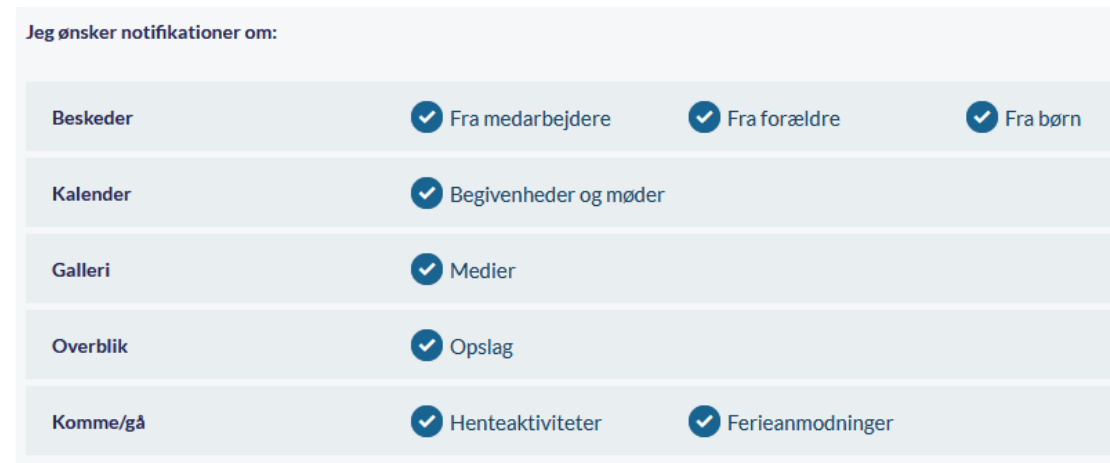 Jeg ønsker notifikationer om:
Beskeder Fra medarbejdere Fra forældre Fra børn
Kalender Begivenheder og møder
Galleri Medier
Overblik Opslag
Komme/gå Henteaktiviteter Ferieanmodninger